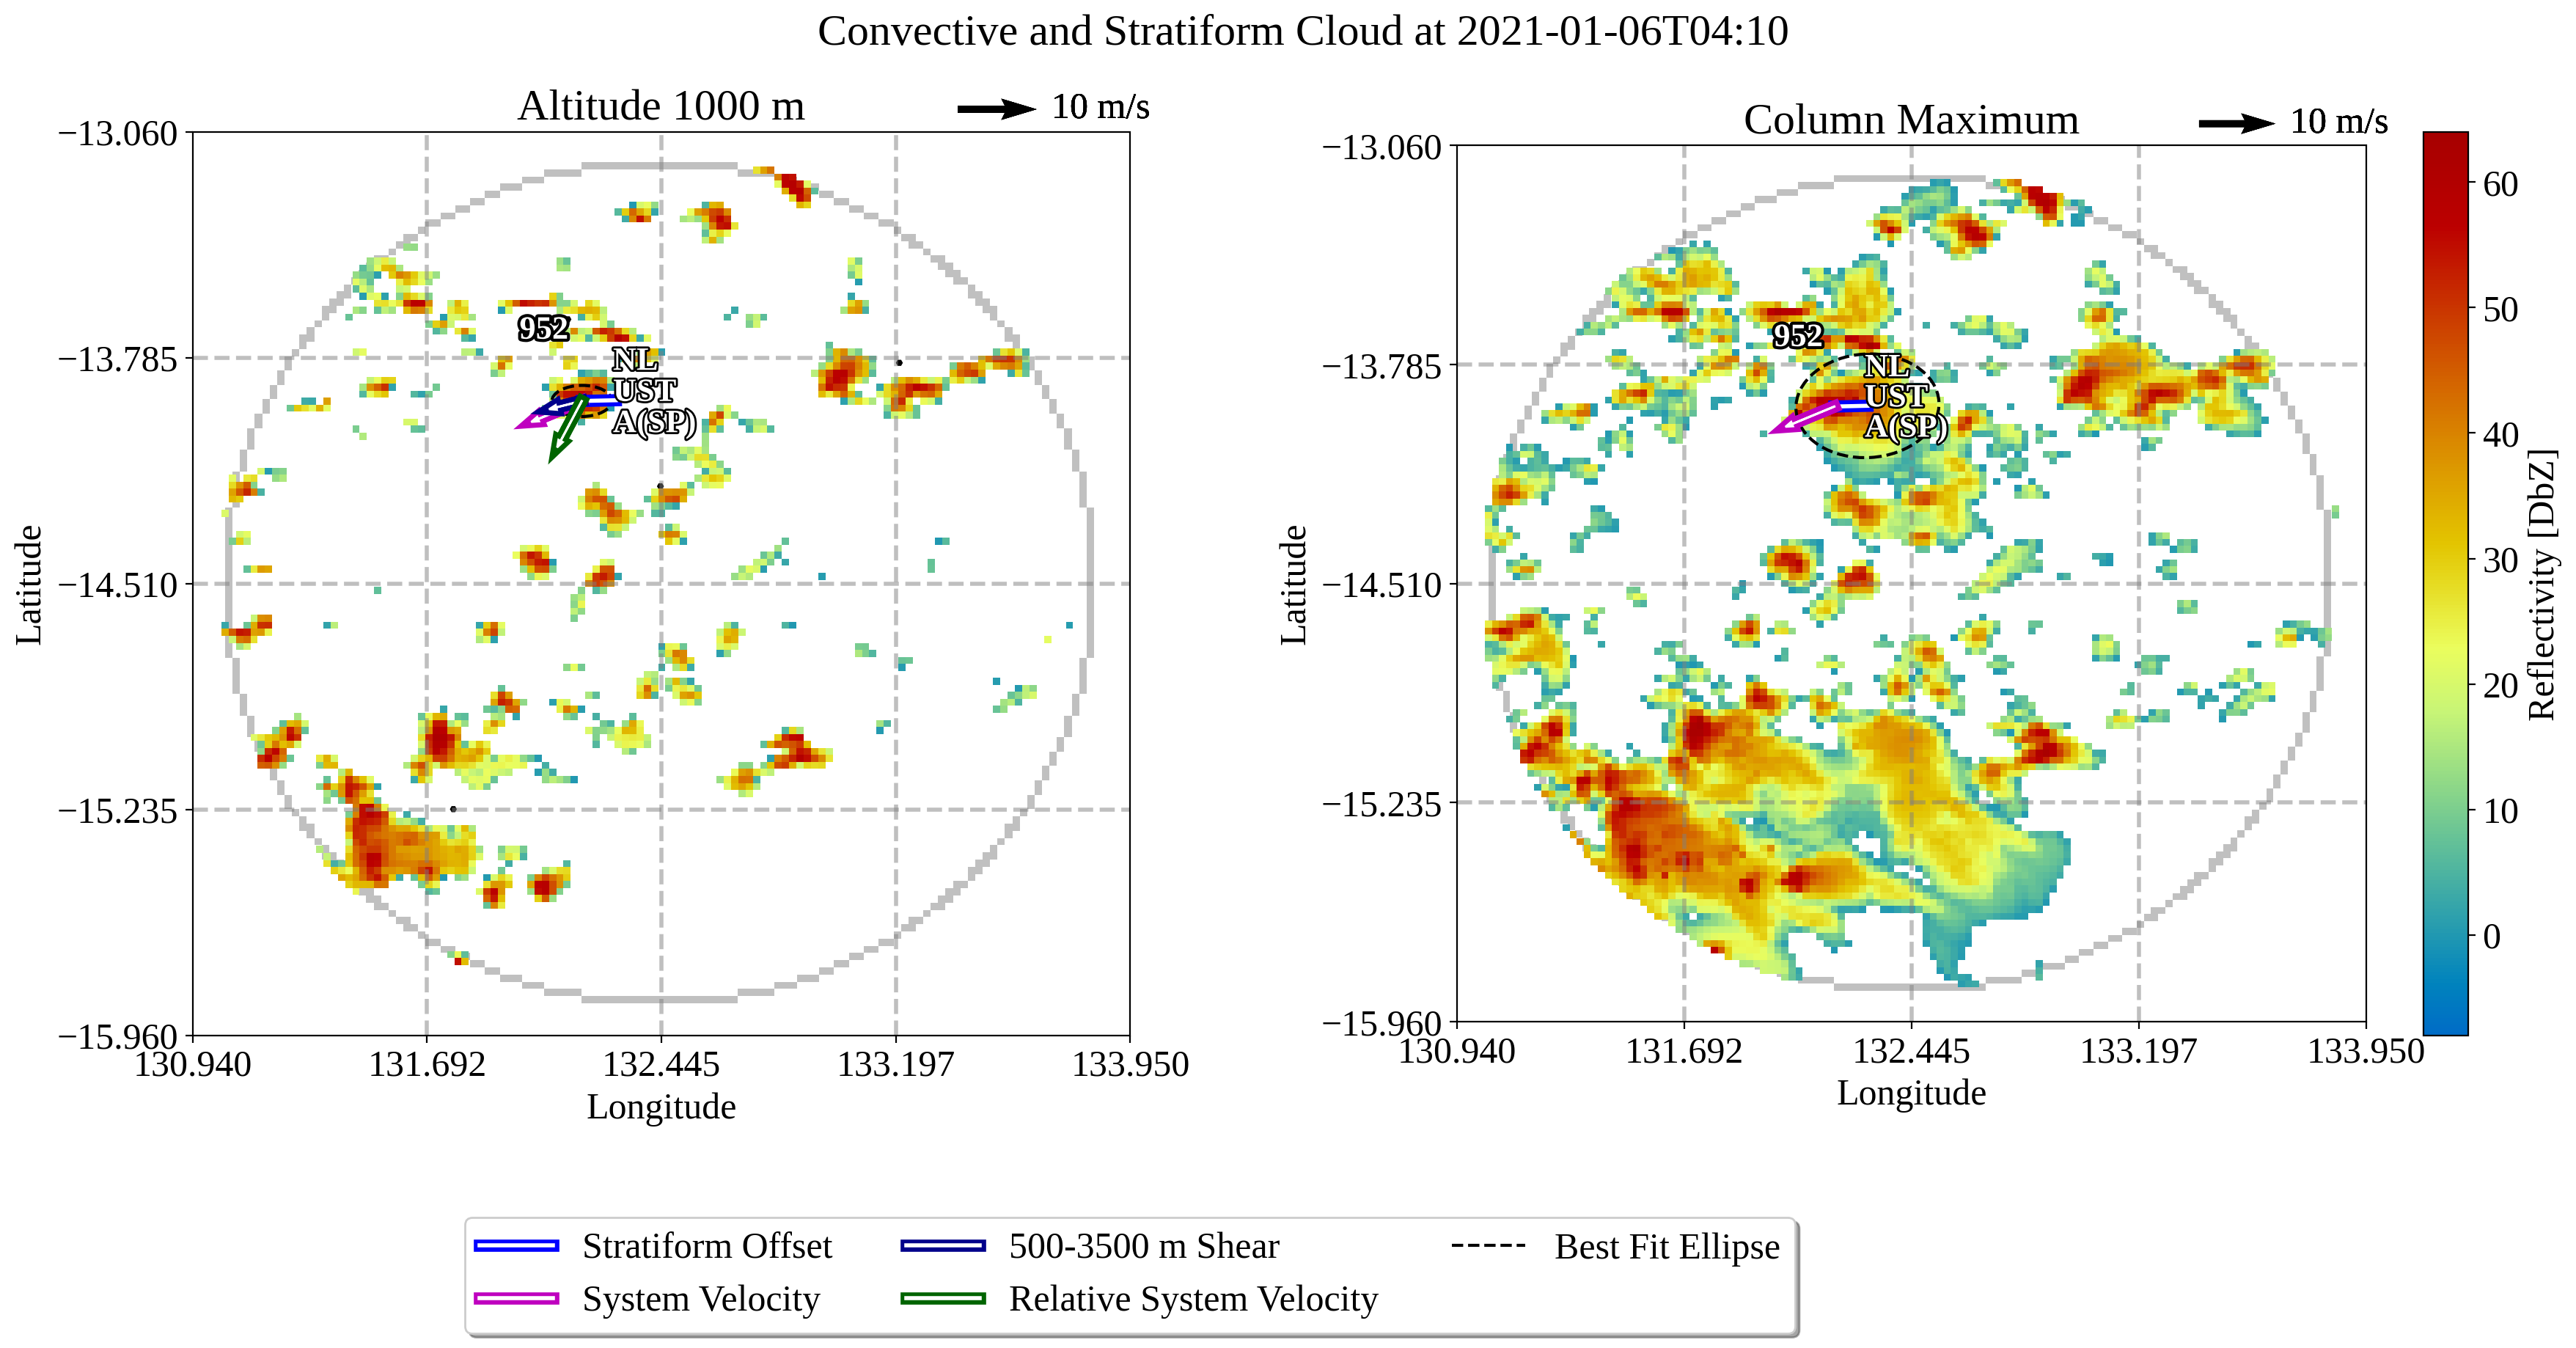 Convective and Stratiform Cloud at 2021-01-06T04:10
Altitude 1000 m
10 m/s
−13.060
−13.785
−14.510
−15.235
−15.960
130.940
131.692
132.445
133.197
133.950
Latitude
Longitude
952
NL
UST
A(SP)
Column Maximum
10 m/s
−13.060
−13.785
−14.510
−15.235
−15.960
130.940
131.692
132.445
133.197
133.950
Latitude
Longitude
952
NL
UST
A(SP)
60
50
40
30
20
10
0
Reflectivity [DbZ]
Stratiform Offset
System Velocity
500-3500 m Shear
Relative System Velocity
Best Fit Ellipse